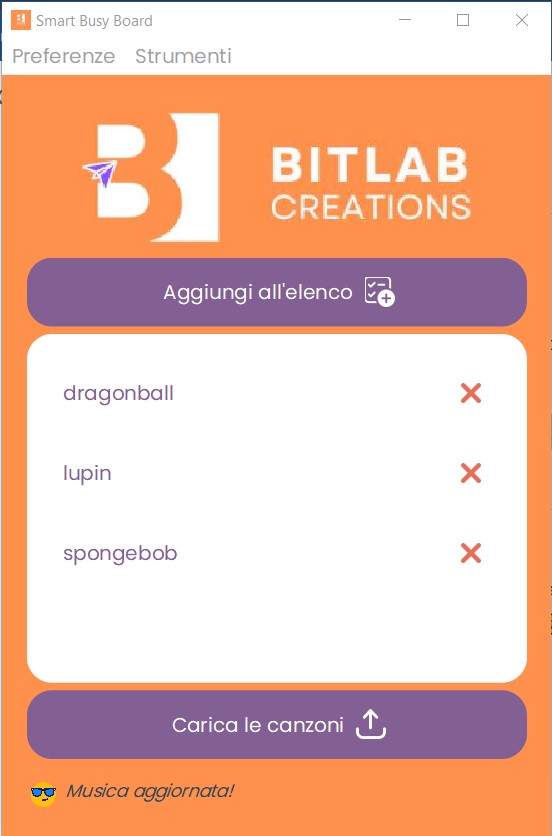 Smart Busy Board
Preferenze Strumenti
BITLAB
CREATIONS
Aggiungi all'elenco
dragonball
lupin
spongebob
Carica le canzoni
Musica aggiornata!